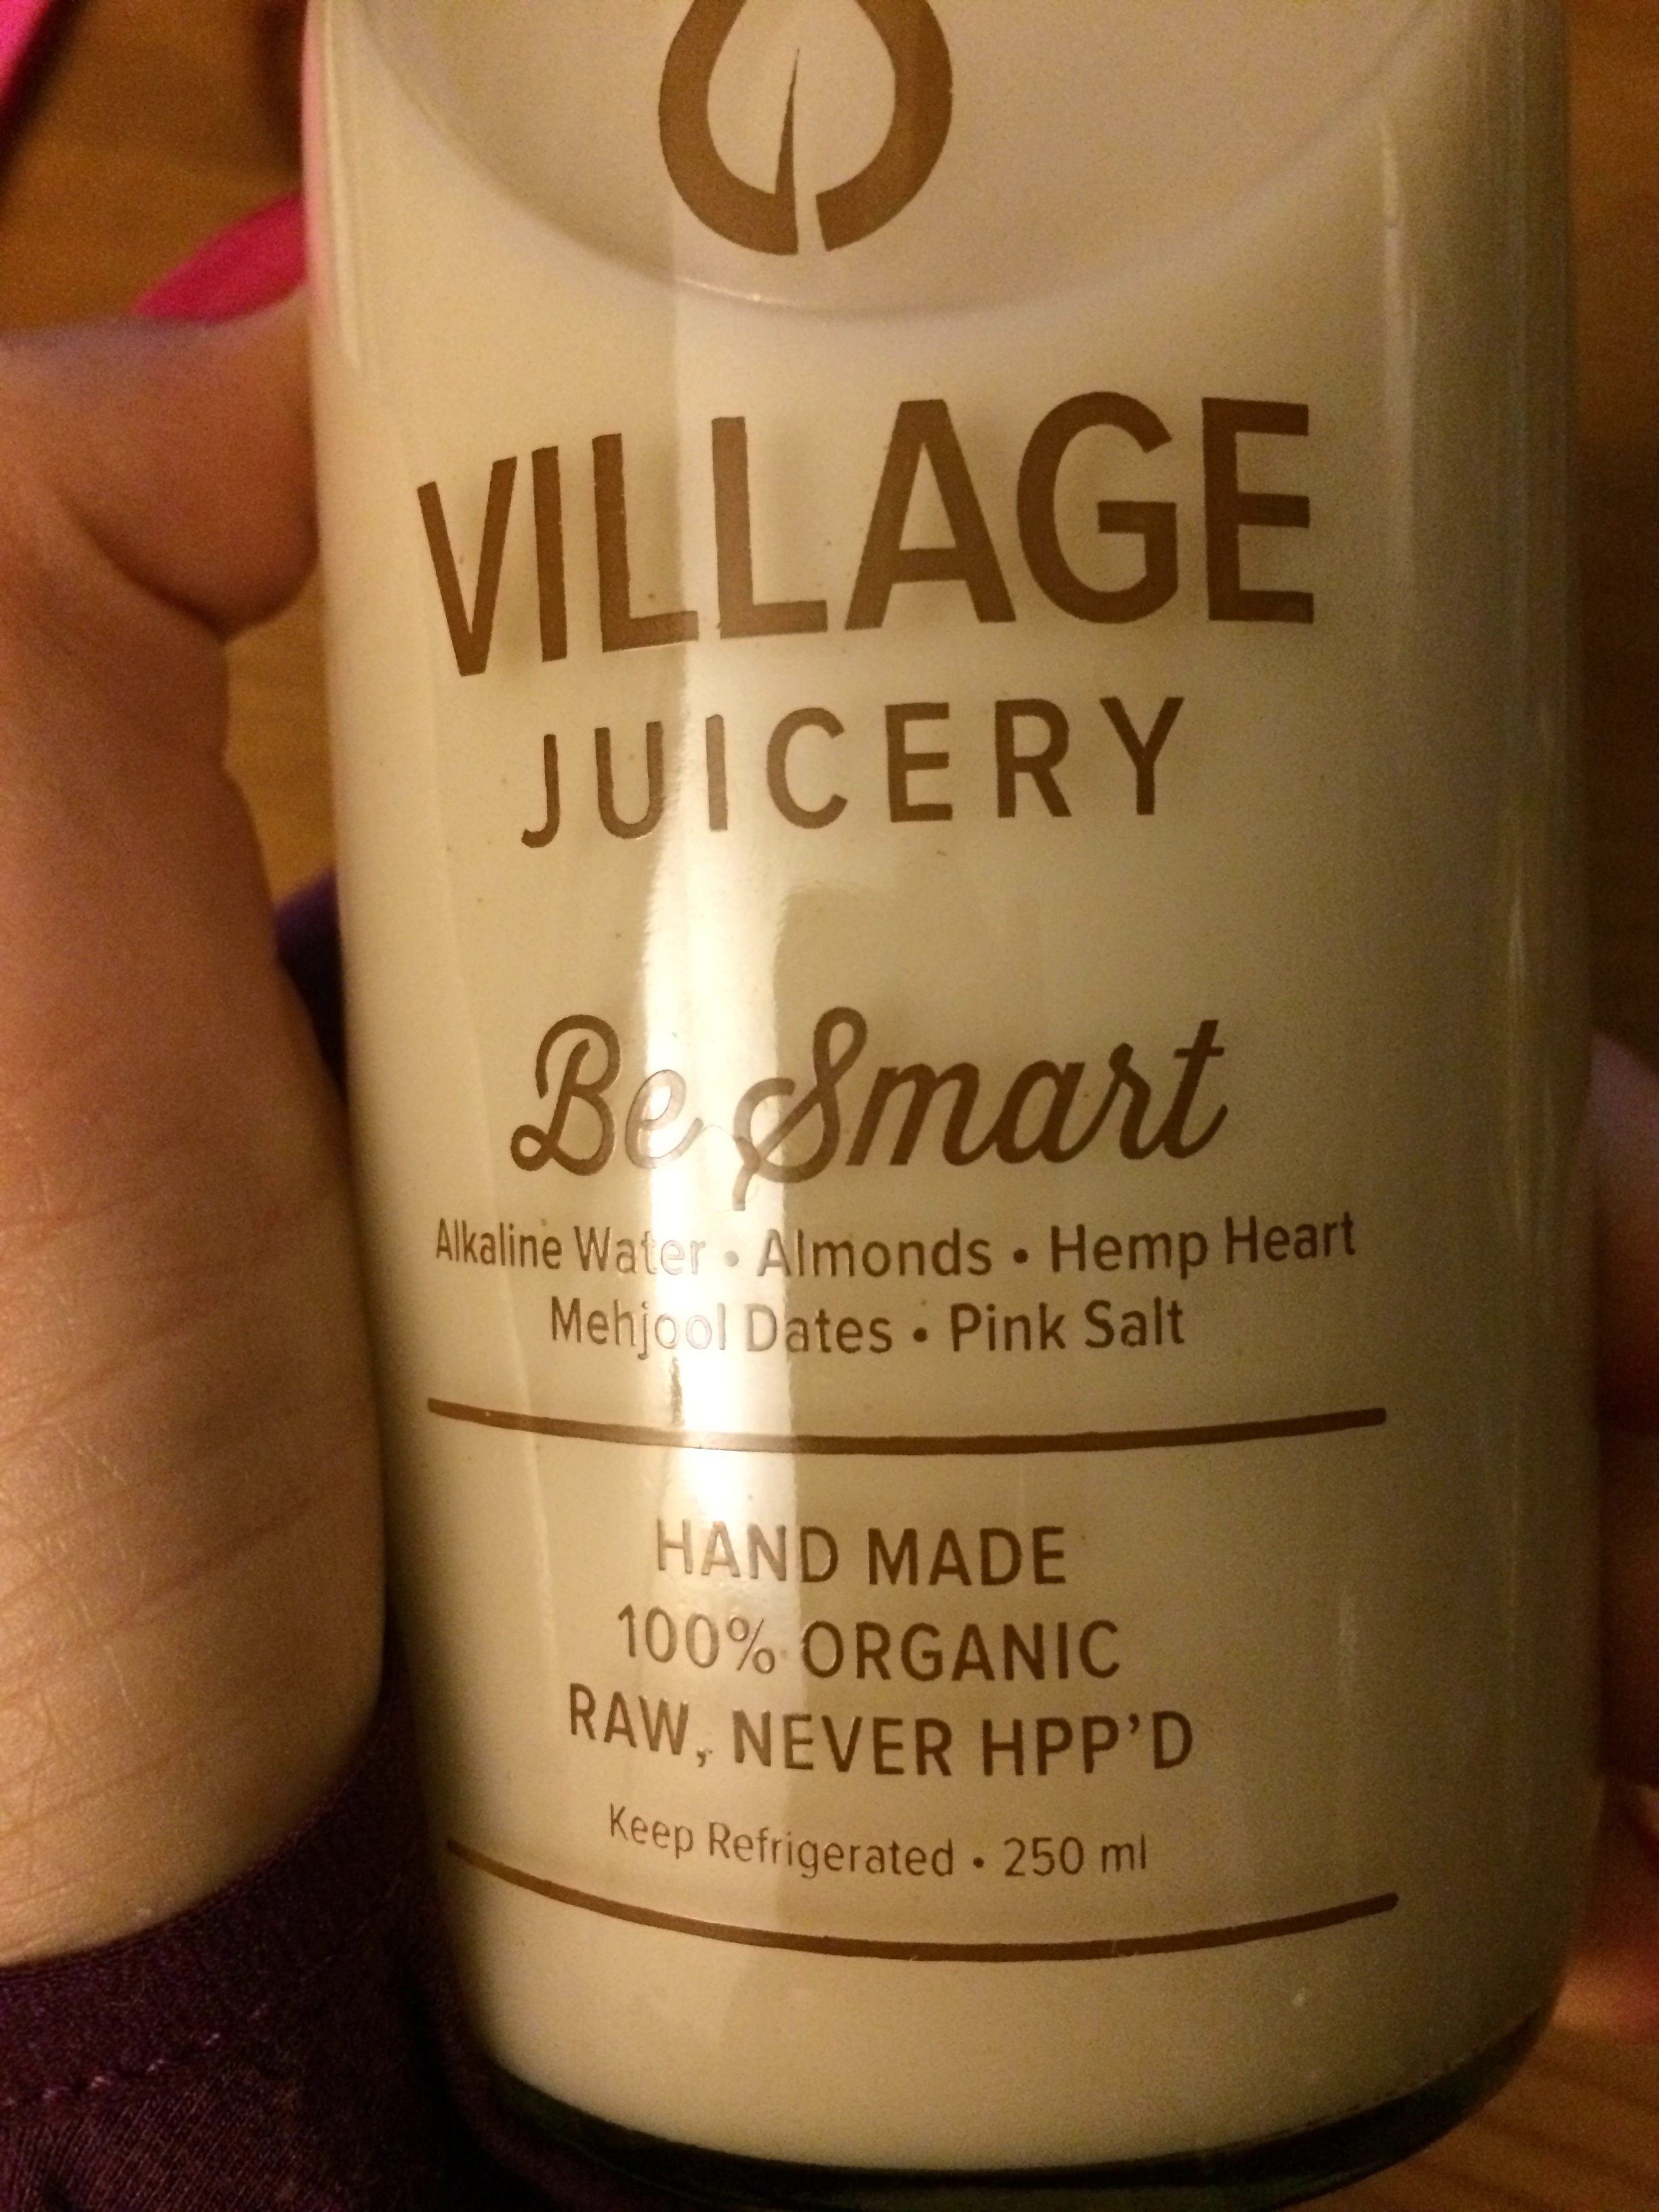 VILLAGE
JUICERY
Be Smart
Alkaline Water • Almonds • Hemp Heart
Mehjool Dates • Pink Salt
HAND MADE
100% ORGANIC
RAW, NEVER HPP'D
Keep Refrigerated • 250 ml